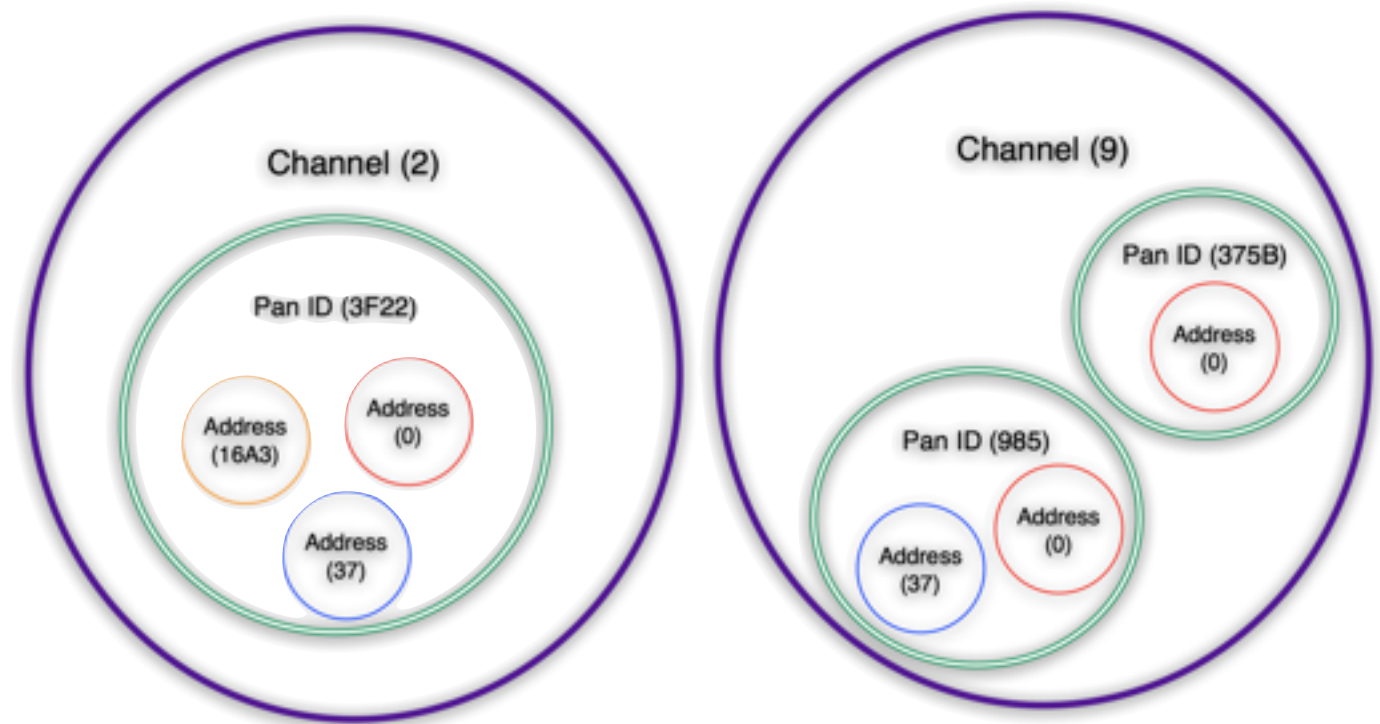 Channel (2)
Pan ID (3F22)
Address
(16A3)
Address
(0)
Address
(37)
Channel (9)
Pan ID (375B)
Address
(0)
Pan ID (985)
Address
(37)
Address
(0)